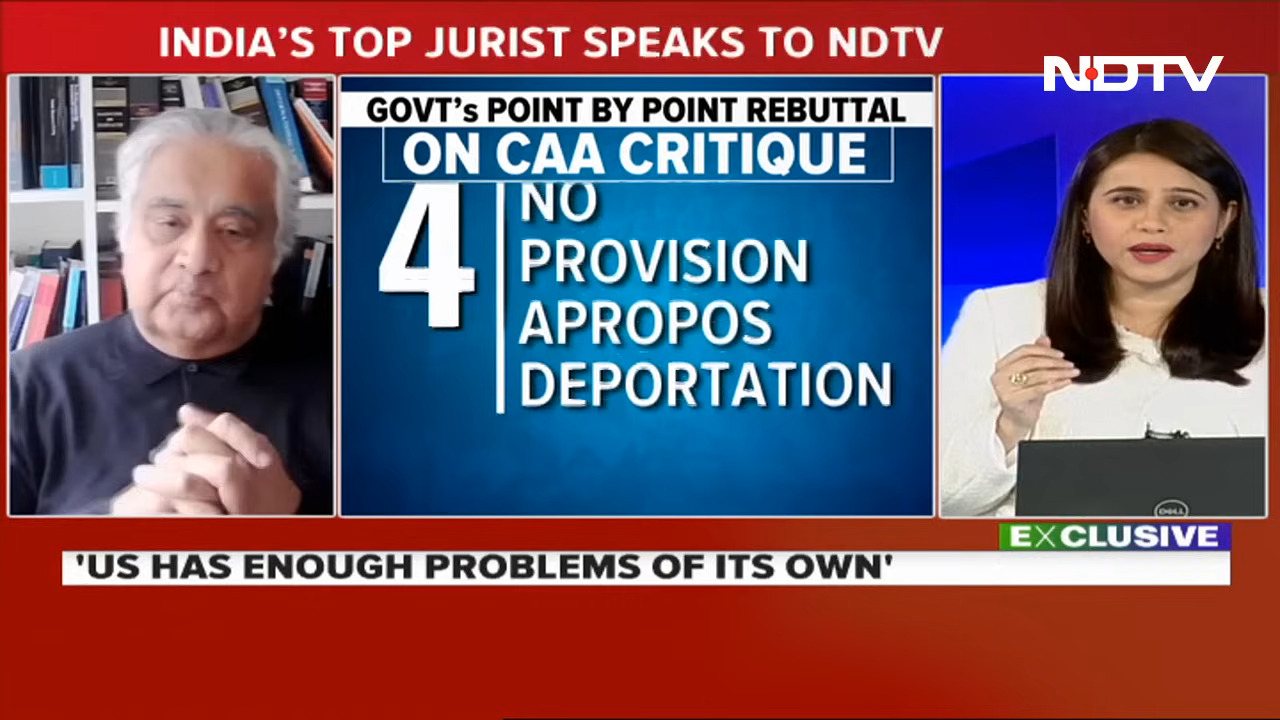 INDIA'S TOP JURIST SPEAKS TO NDTV
NDTV
GOVT's POINT BY POINT REBUTTAL
ON CAA CRITIQUE
4
NO
PROVISION
APROPOS
DEPORTATION
DELL
EXCLUSIVE
'US HAS ENOUGH PROBLEMS OF ITS OWN'